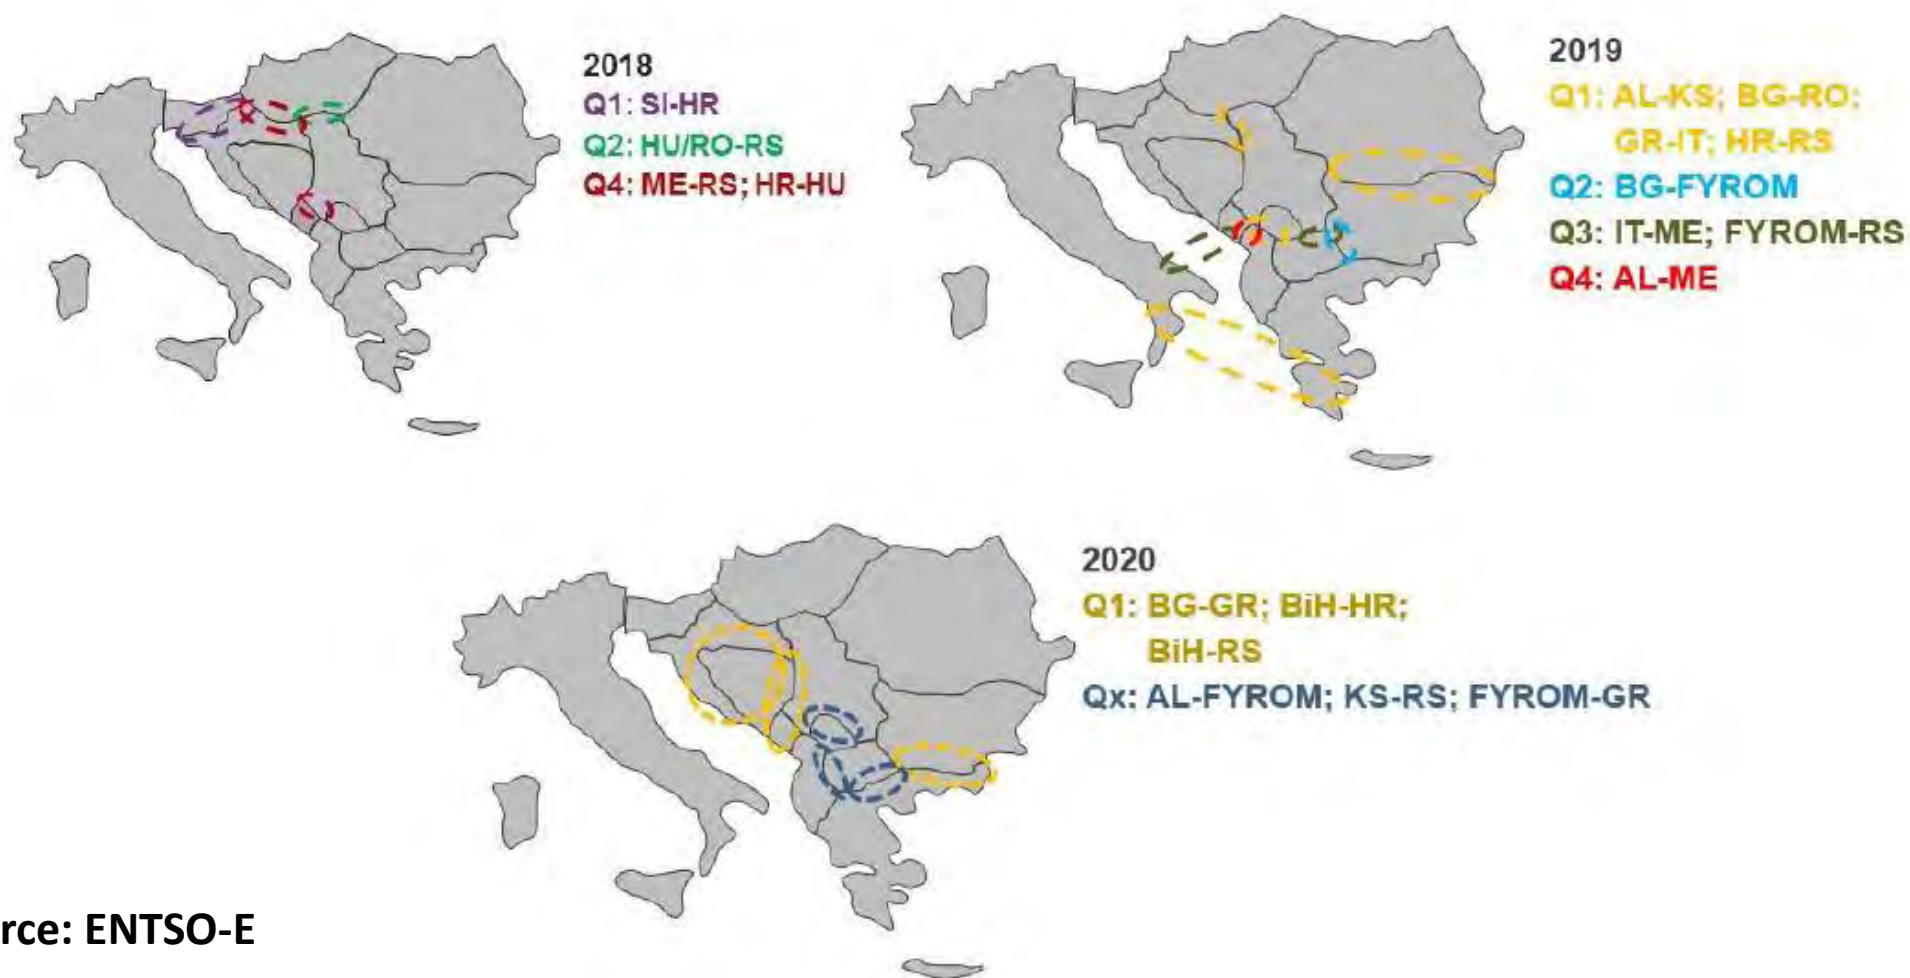 2018
Q1: SI-HR
Q2: HU/RO-RS
Q4: ME-RS; HR-HU
2019
Q1: AL-KS; BG-RO;
GR-IT; HR-RS
Q2: BG-FYROM
Q3: IT-ME; FYROM-RS
Q4: AL-ME
2020
Q1: BG-GR; BiH-HR;
BiH-RS
Qx: AL-FYROM; KS-RS; FYROM-GR
rce: ENTSO-E